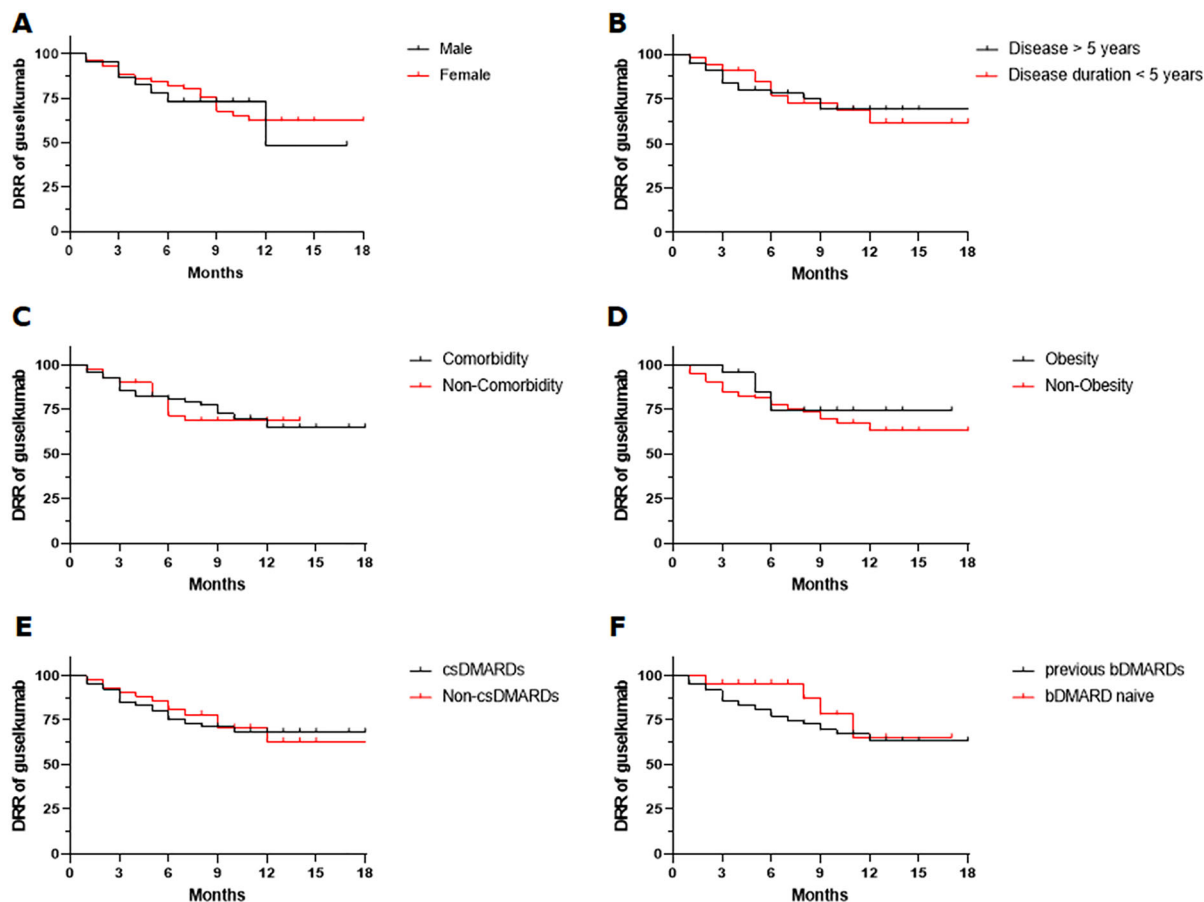 A
DRR of guselkumab
100
75
50
25
0
0 3 6 9 12 15 18
Months
Male
Female
B
DRR of guselkumab
100
75
50
25
0
0 3 6 9 12 15 18
Months
Disease > 5 years
Disease duration < 5 years
C
DRR of guselkumab
100
75
50
25
0
0 3 6 9 12 15 18
Months
Comorbidity
Non-Comorbidity
D
DRR of guselkumab
100
75
50
25
0
0 3 6 9 12 15 18
Months
Obesity
Non-Obesity
E
DRR of guselkumab
100
75
50
25
0
0 3 6 9 12 15 18
Months
csDMARDs
Non-csDMARDs
F
DRR of guselkumab
100
75
50
25
0
0 3 6 9 12 15 18
Months
previous bDMARDs
bDMARD naive